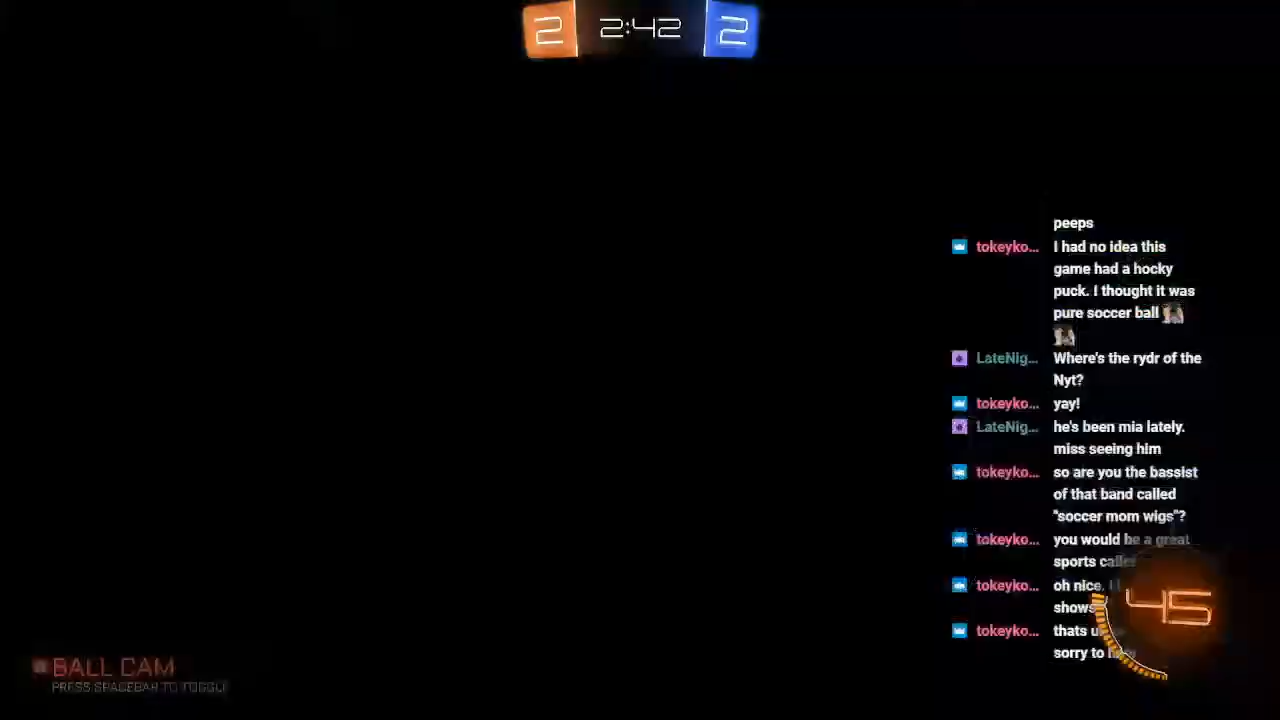 2 2:42 2
peeps
tokeyko... I had no idea this
game had a hocky
puck. I thought it was
pure soccer ball
LateNig... Where's the rydr of the
Nyt?
tokeyko... yay!
LateNig... he's been mia lately.
miss seeing him
tokeyko... so are you the bassist
of that band called
"soccer mom wigs"?
tokeyko... you would be a great
sports caller
tokeyko... oh nice.
shows
tokeyko... thats
sorry to
45
BALL CAM
PRESS SPACEBAR TO TOGGLE